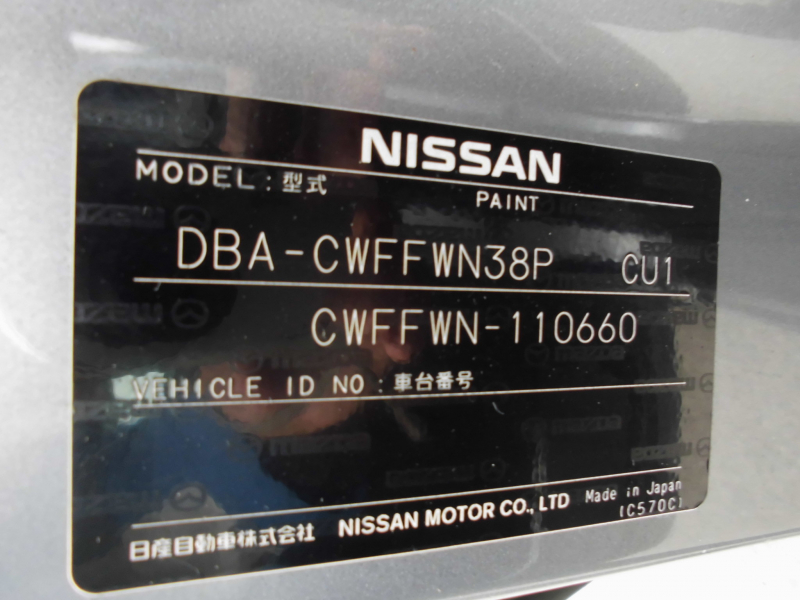 NISSAN
MODEL : 型式
PAINT
DBA-CWFFWN38P CU1
CWFFWN-110660
VEHICLE ID NO : 車台番号
日産自動車株式会社 NISSAN MOTOR CO., LTD Made in Japan
(C570C)